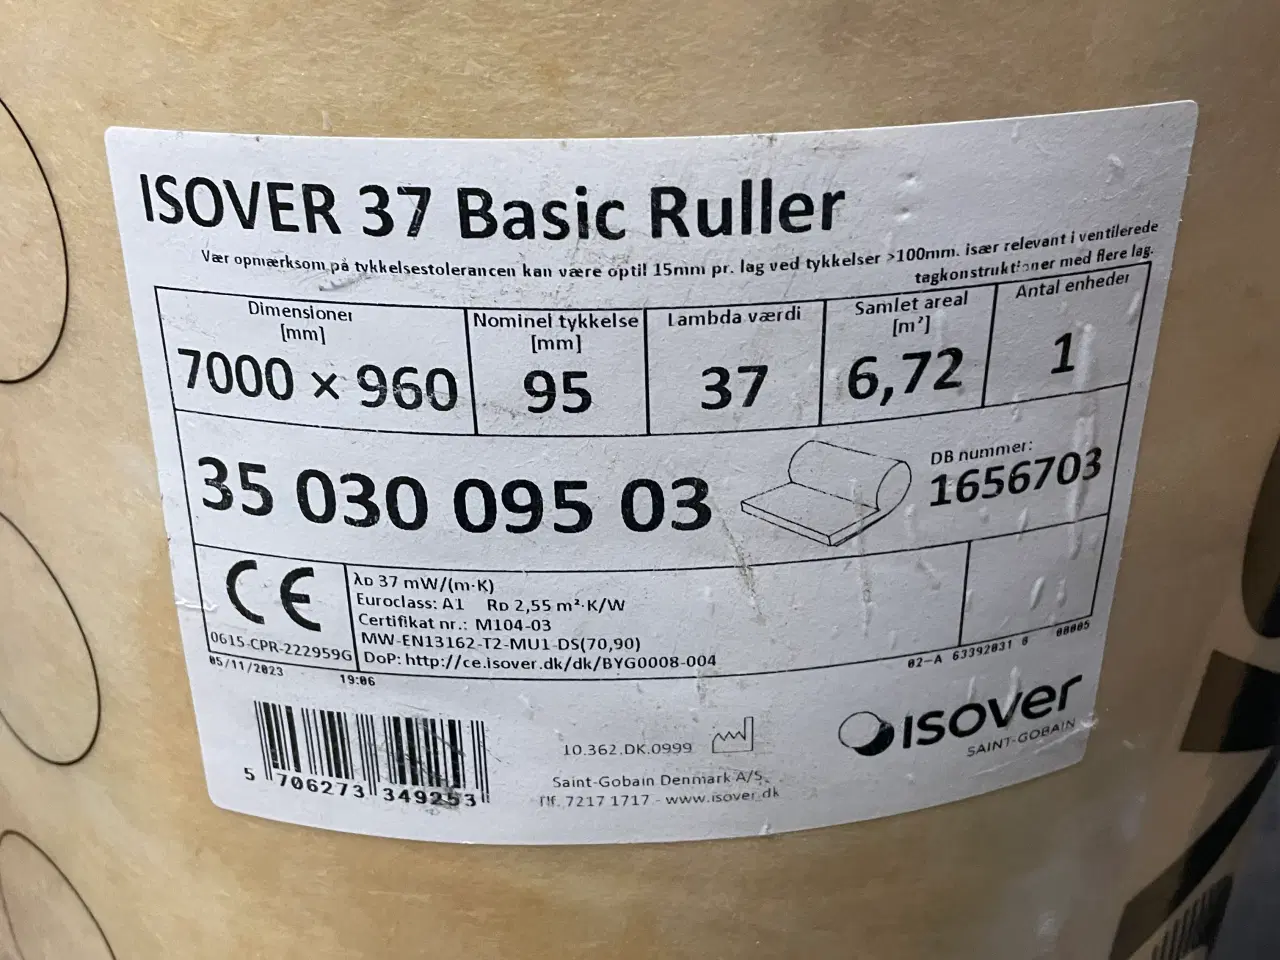 ISOVER 37 Basic Ruller
Vær opmærksom på tykkelsestolerancen kan være optil 15mm pr. lag ved tykkelser >100mm. især relevant i ventilerede
tagkonstruktioner med flere lag.
Dimensioner
[mm]
7000 × 960
Nominel tykkelse
[mm]
95
Lambda værdi
37
Samlet areal
[m²]
6,72
Antal enheder
1
35 030 095 03
DB nummer:
1656703
CE
0615-CPR-222959G
λD 37 mW/(m·K)
Euroclass: A1 RD 2,55 m²·K/W
Certifikat nr.: M104-03
MW-EN13162-T2-MU1-DS(70,90)
DoP: http://ce.isover.dk/dk/BYG0008-004
05/11/2023 19:06
02-A 63392031 0 00005
5 706273 349253
10.362.DK.0999
Saint-Gobain Denmark A/S.
Tlf. 7217 1717 - www.isover.dk
isover
SAINT-GOBAIN